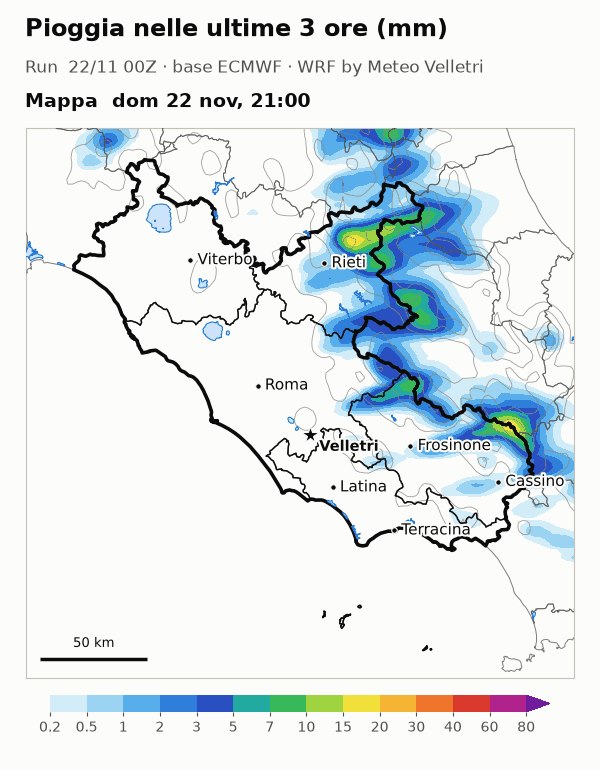 Pioggia nelle ultime 3 ore (mm)
Run  22/11 00Z · base ECMWF · WRF by Meteo Velletri
Mappa  dom 22 nov, 21:00
Viterbo
Rieti
Roma
Velletri
Frosinone
Cassino
Latina
Terracina
50 km
0.2 0.5 1 2 3 5 7 10 15 20 30 40 60 80